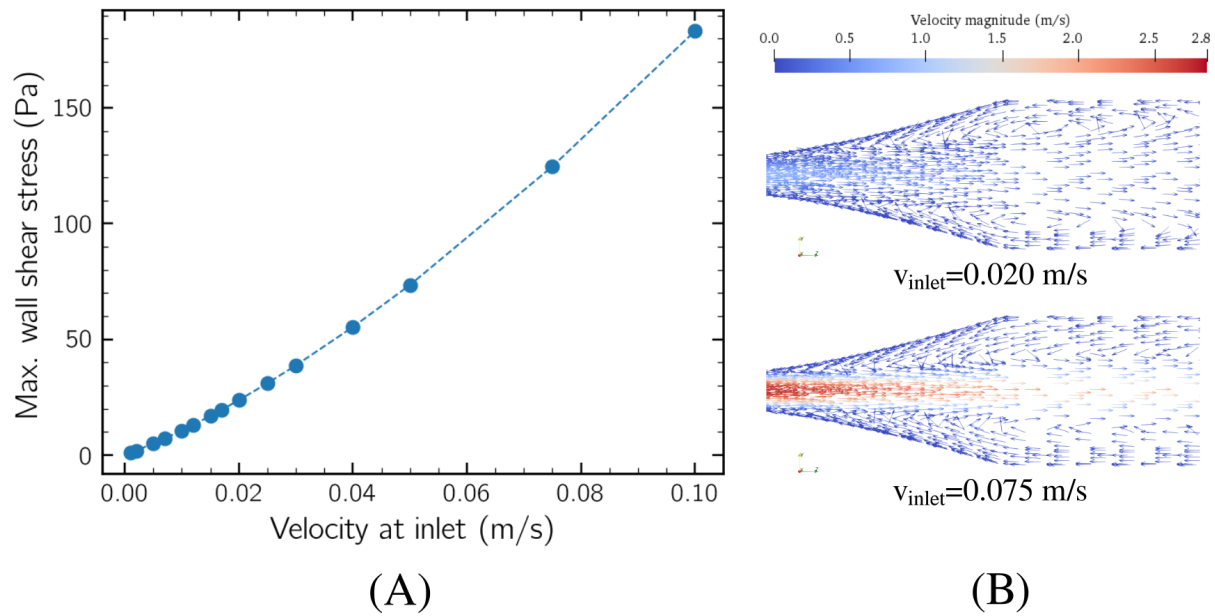 150
100
50
0
Max. wall shear stress (Pa)
0.00 0.02 0.04 0.06 0.08 0.10
Velocity at inlet (m/s)
(A)
Velocity magnitude (m/s)
0.0 0.5 1.0 1.5 2.0 2.5 2.8
v_inlet=0.020 m/s
v_inlet=0.075 m/s
(B)